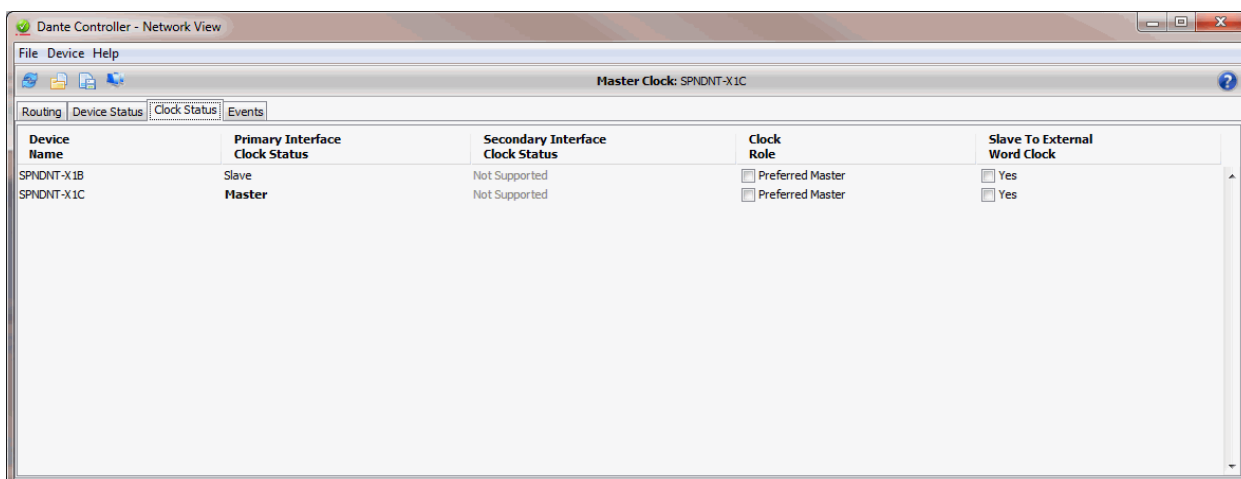 Dante Controller - Network View
File Device Help
Master Clock: SPNDNT-X1C
Routing Device Status Clock Status Events
Device Name Primary Interface Clock Status Secondary Interface Clock Status Clock Role Slave To External Word Clock
SPNDNT-X1B Slave Not Supported Preferred Master Yes
SPNDNT-X1C Master Not Supported Preferred Master Yes